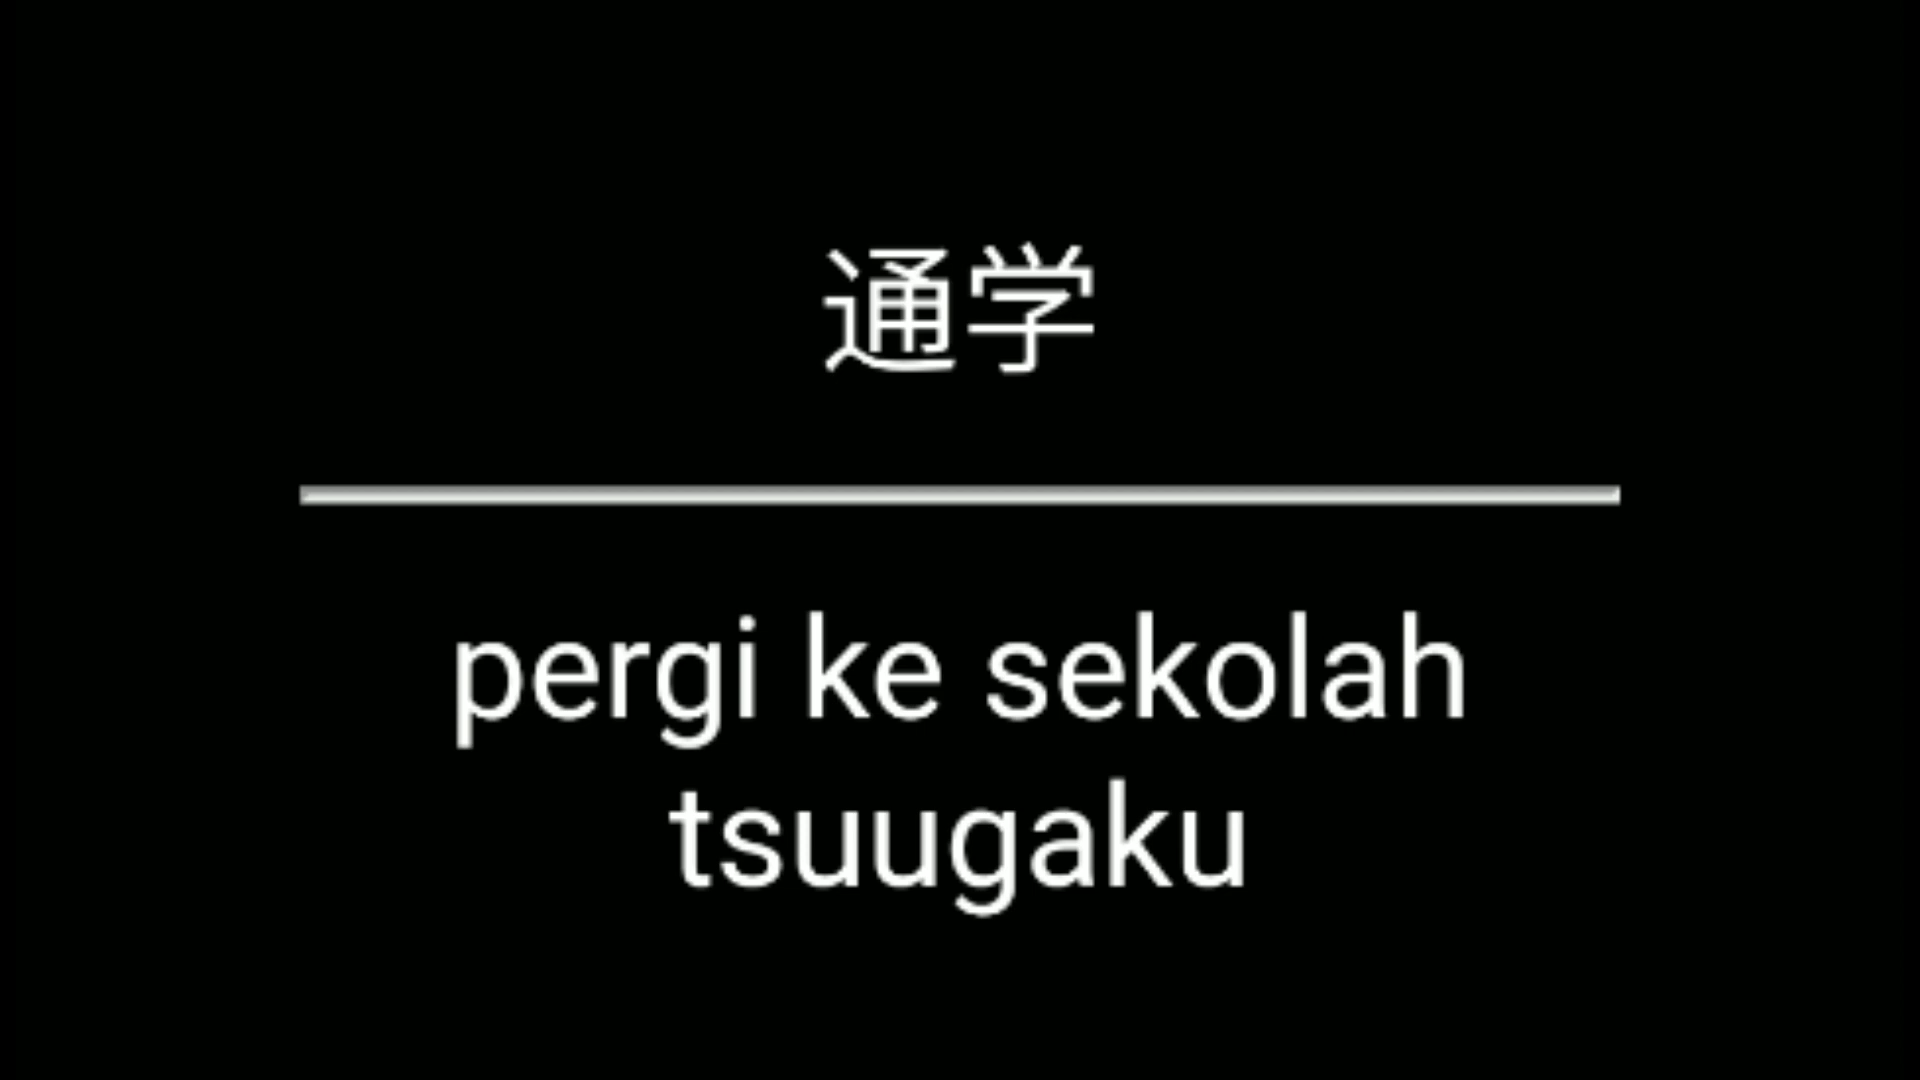 通学
pergi ke sekolah
tsuugaku